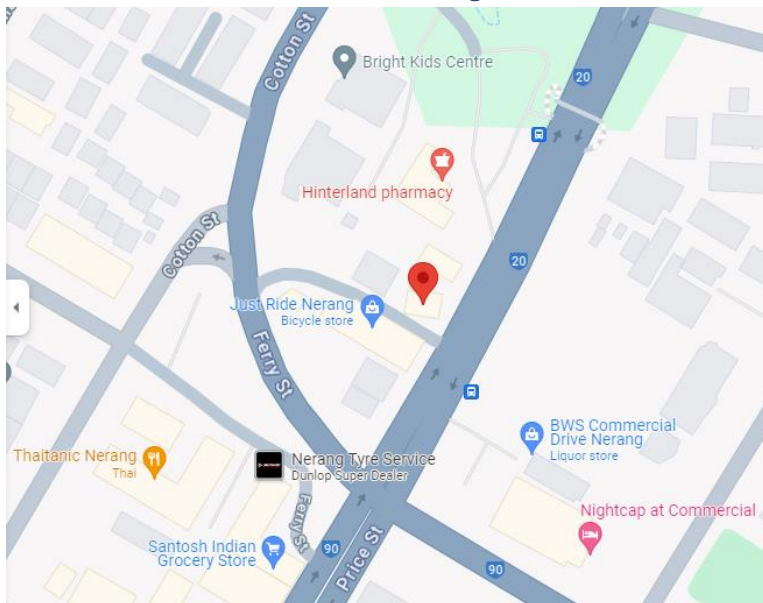 Cotton St
Bright Kids Centre
20
Hinterland pharmacy
Cotton St
20
Just Ride Nerang
Bicycle store
Ferry St
BWS Commercial
Drive Nerang
Liquor store
Thaitanic Nerang
Thai
Nerang Tyre Service
Dunlop Super Dealer
Nightcap at Commercial
Ferry St
Santosh Indian
Grocery Store
90
Price St
90